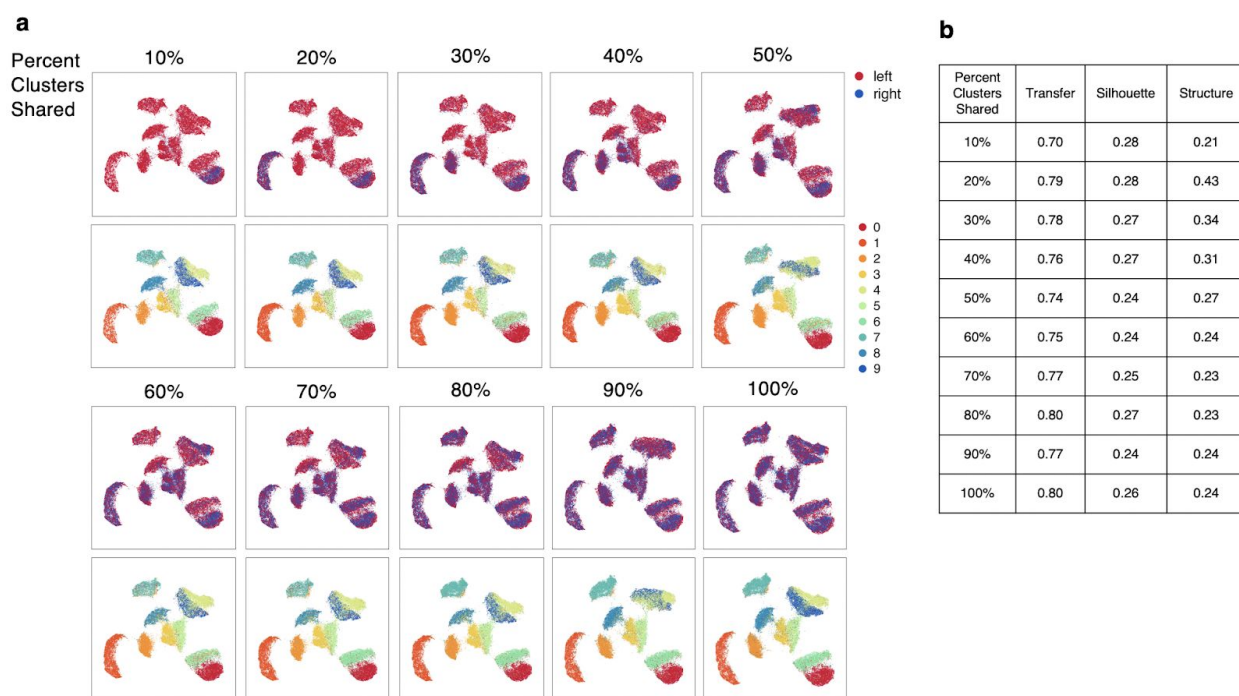 a
Percent
Clusters
Shared
10% 20% 30% 40% 50%
left
right
0
1
2
3
4
5
6
7
8
9
60% 70% 80% 90% 100%
b
Percent Clusters Shared Transfer Silhouette Structure
10% 0.70 0.28 0.21
20% 0.79 0.28 0.43
30% 0.78 0.27 0.34
40% 0.76 0.27 0.31
50% 0.74 0.24 0.27
60% 0.75 0.24 0.24
70% 0.77 0.25 0.23
80% 0.80 0.27 0.23
90% 0.77 0.24 0.24
100% 0.80 0.26 0.24